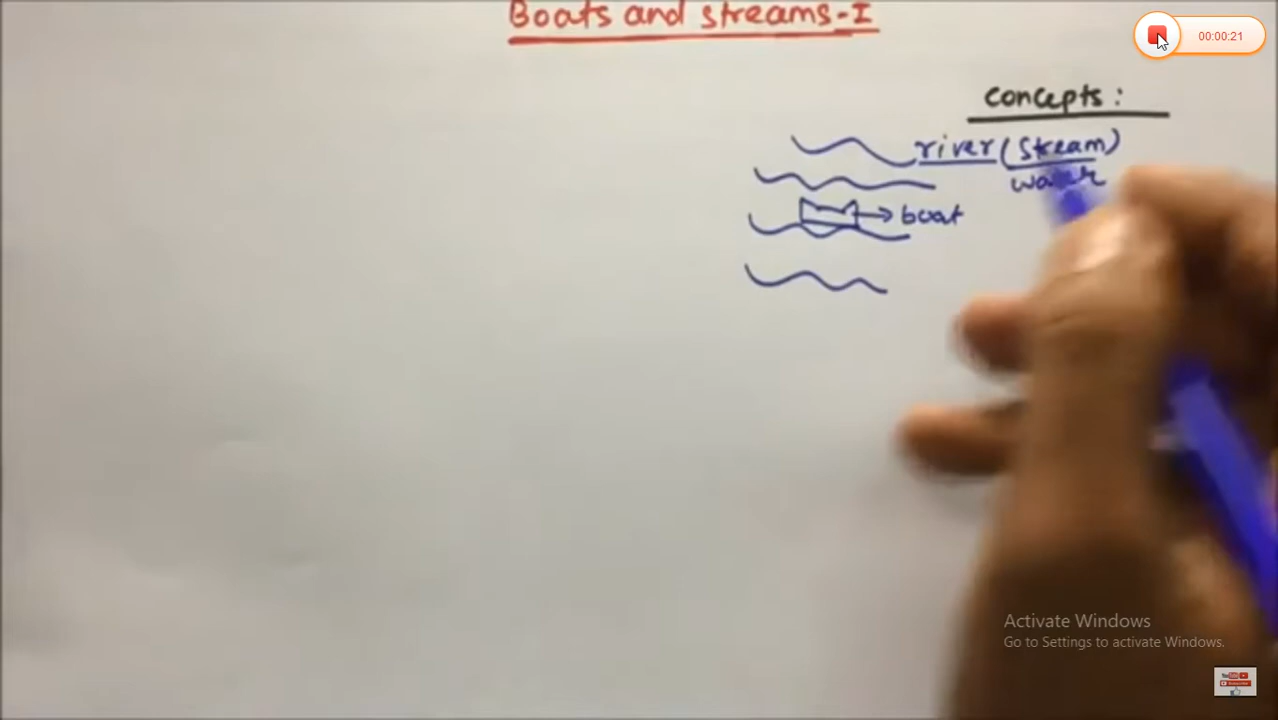 Boats and streams-I
00:00:21
concepts:
river (stream)
water
boat
Activate Windows
Go to Settings to activate Windows.